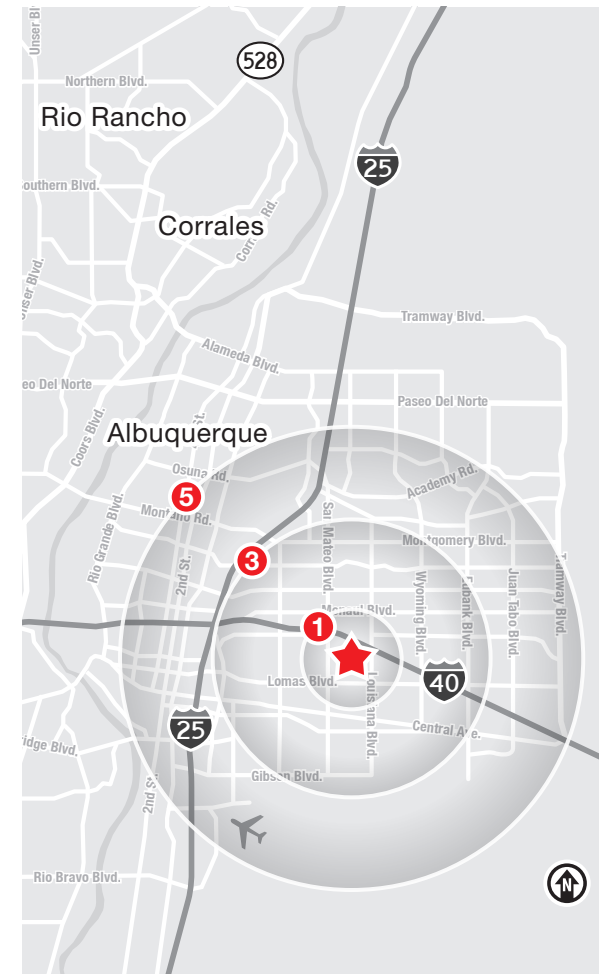 Unser Bl
528
Northern Blvd.
Rio Rancho
25
outhern Blvd.
Corrales
Corrales Rd.
nser Blvd.
Tramway Blvd.
Alameda Blvd.
eo Del Norte
Paseo Del Norte
Coors Blvd.
St.
Albuquerque
Osuna Rd.
Academy Rd.
5
Montano Rd.
San Mateo Blvd.
Montgomery Blvd.
3
Rio Grande Blvd.
2nd St.
Wyoming Blvd.
Eubank Blvd.
Juan Tabo Blvd.
Tramway Blvd.
Menaul Blvd.
1
Lomas Blvd.
Louisiana Blvd.
40
25
Central Ave.
idge Blvd.
Gibson Blvd.
2nd St.
Rio Bravo Blvd.
N